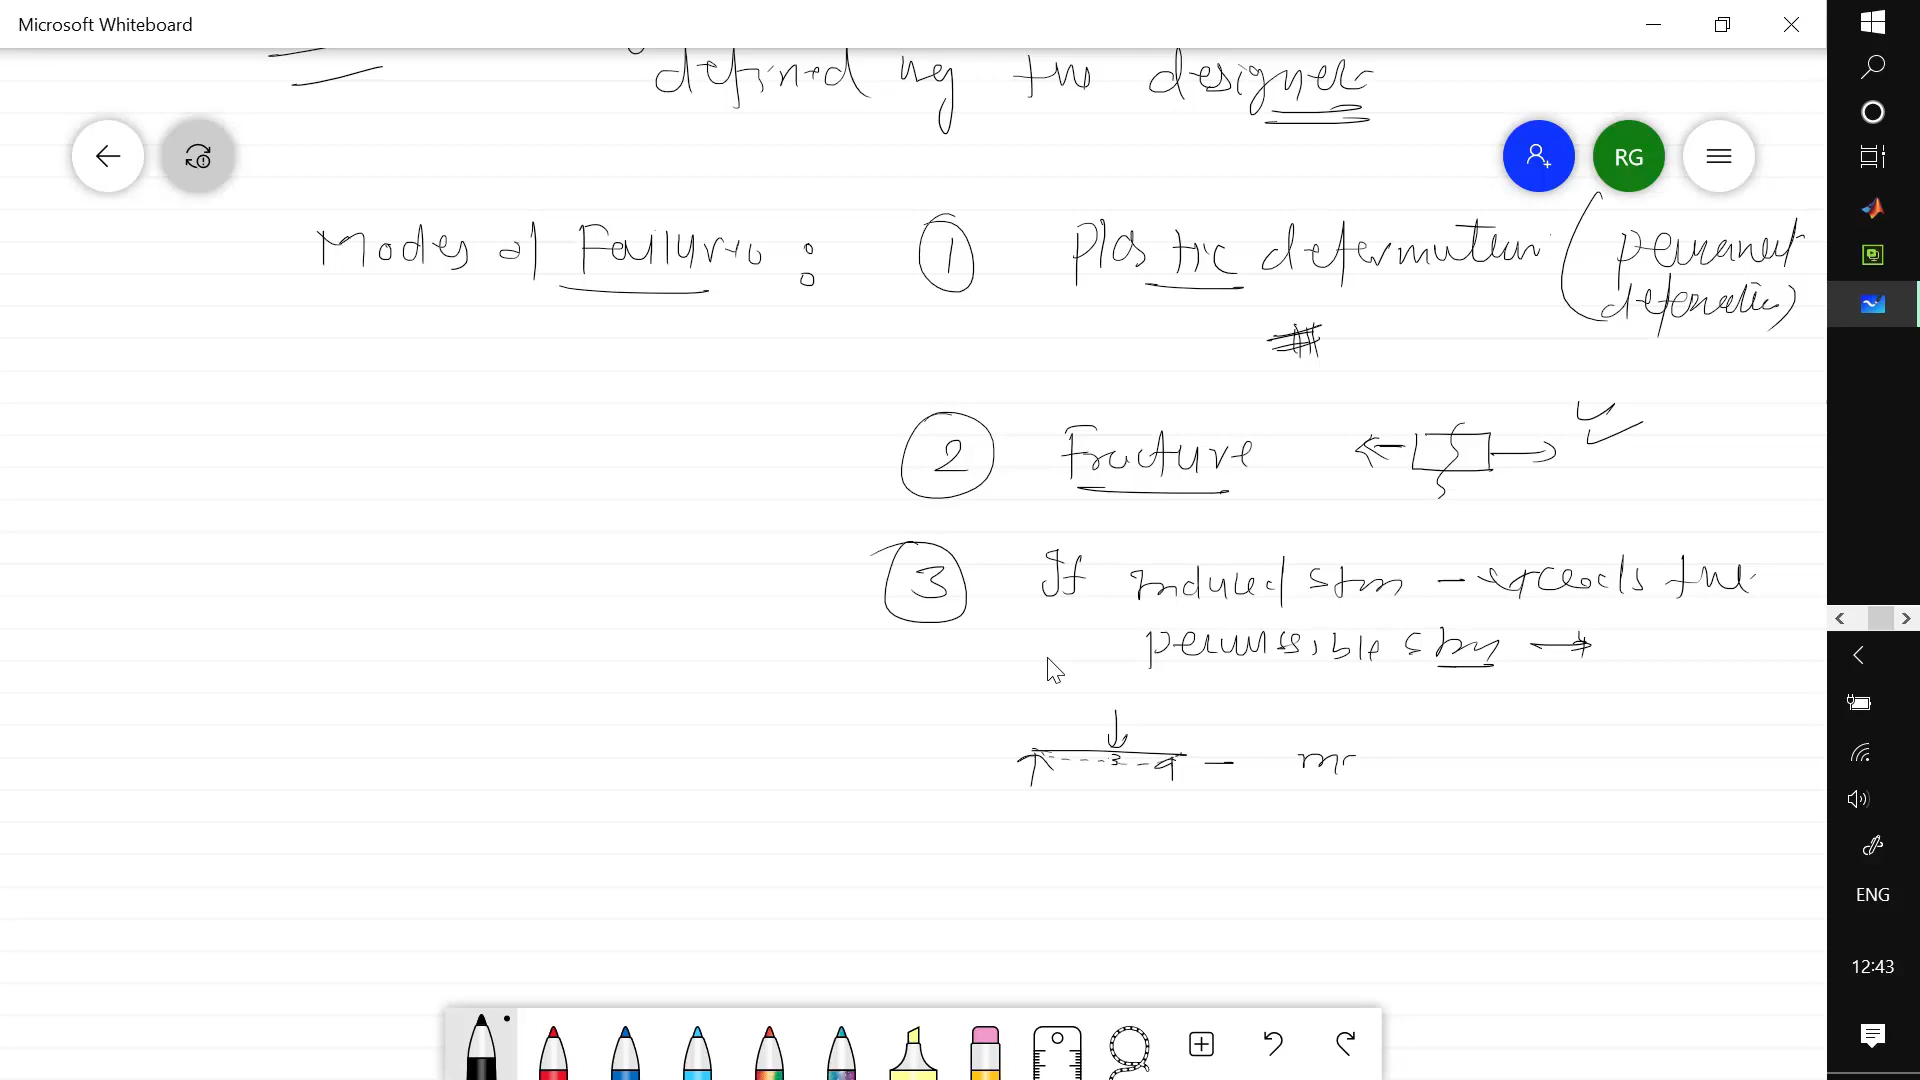 Microsoft Whiteboard
defined by the designer
RG
Modes of Failure : 1 Plastic deformation (permanent
deformation)
2 Fracture
3 If induced stress - exceeds the
permissible stress
ENG
12:43